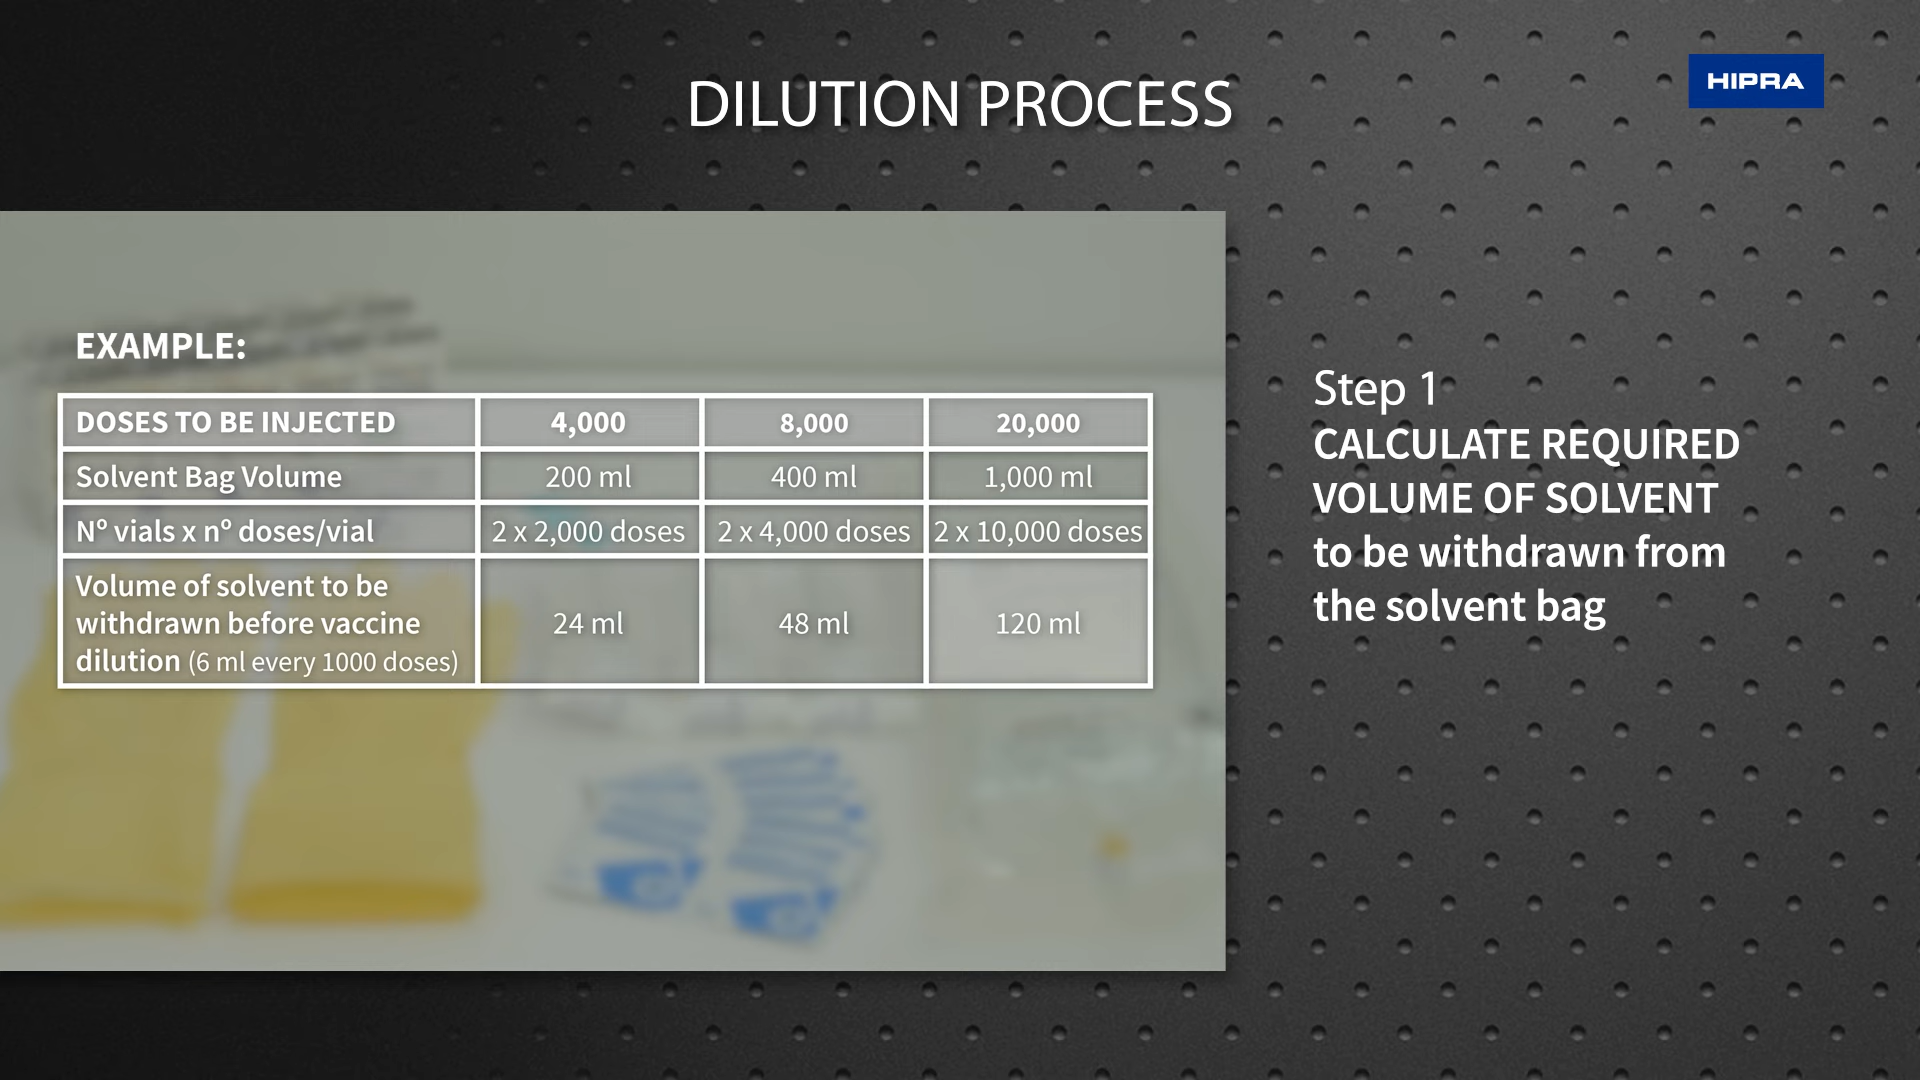 DILUTION PROCESS
HIPRA
EXAMPLE:
DOSES TO BE INJECTED 4,000 8,000 20,000
Solvent Bag Volume 200 ml 400 ml 1,000 ml
Nº vials x nº doses/vial 2 x 2,000 doses 2 x 4,000 doses 2 x 10,000 doses
Volume of solvent to be
withdrawn before vaccine
dilution (6 ml every 1000 doses) 24 ml 48 ml 120 ml
Step 1
CALCULATE REQUIRED
VOLUME OF SOLVENT
to be withdrawn from
the solvent bag